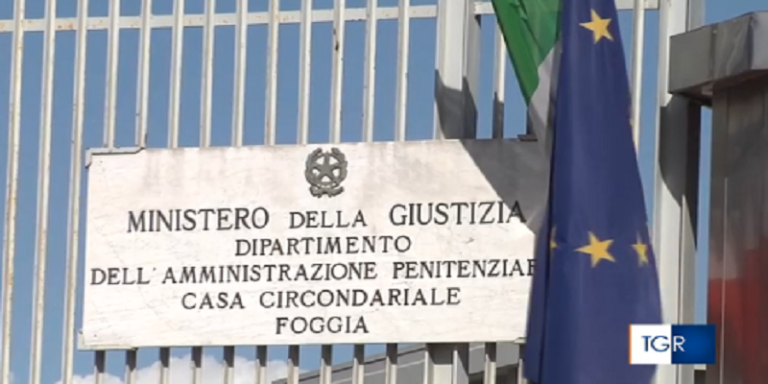 MINISTERO DELLA GIUSTIZIA
DIPARTIMENTO
DELL'AMMINISTRAZIONE PENITENZIAR
CASA CIRCONDARIALE
FOGGIA
TGR